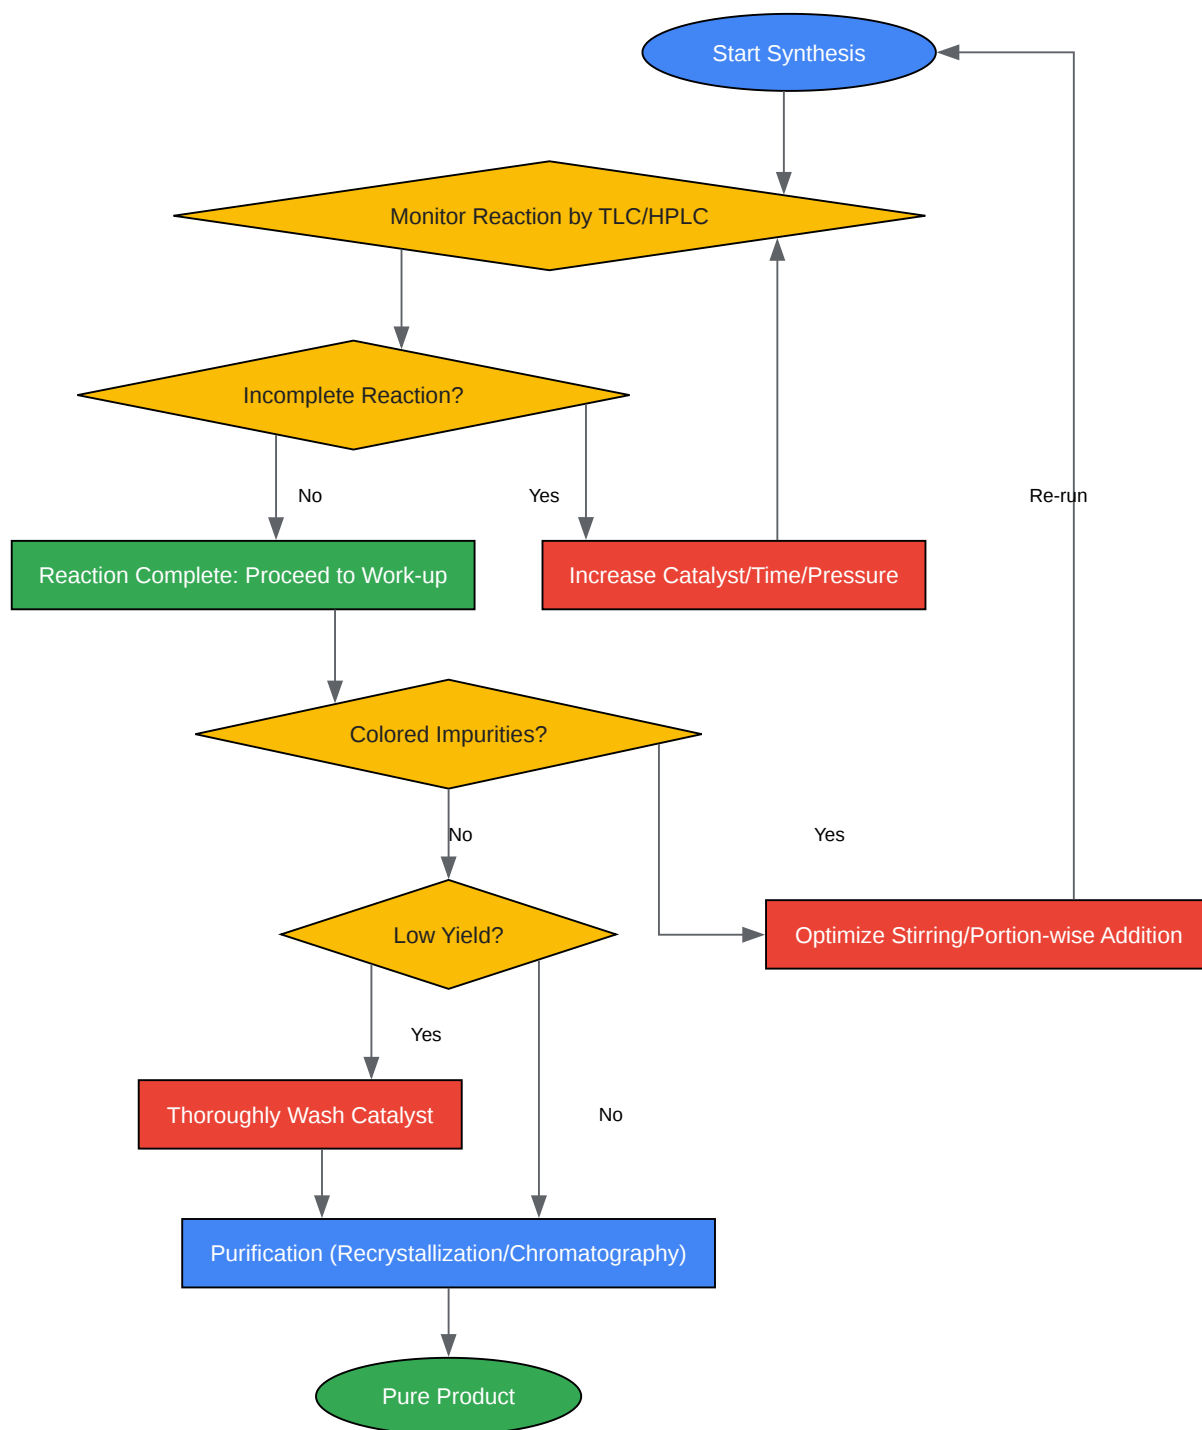 Start Synthesis
Monitor Reaction by TLC/HPLC
Incomplete Reaction?
No
Yes
Re-run
Reaction Complete: Proceed to Work-up
Increase Catalyst/Time/Pressure
Colored Impurities?
No
Yes
Low Yield?
Optimize Stirring/Portion-wise Addition
Yes
Thoroughly Wash Catalyst
No
Purification (Recrystallization/Chromatography)
Pure Product